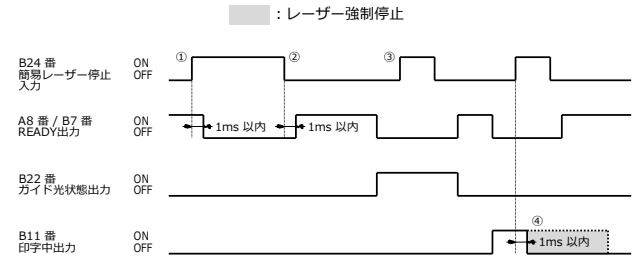 ：レーザー強制停止
① ② ③
B24 番
簡易レーザー停止
入力
ON
OFF
A8 番 / B7 番
READY出力
ON
OFF
1ms 以内 1ms 以内
B22 番
ガイド光状態出力
ON
OFF
④
B11 番
印字中出力
ON
OFF
1ms 以内